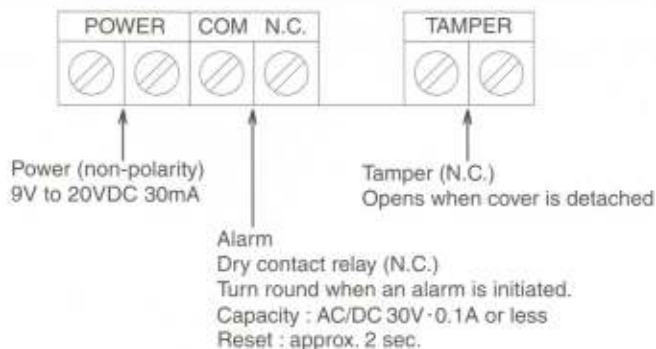 POWER COM N.C. TAMPER
Power (non-polarity)
9V to 20VDC 30mA
Tamper (N.C.)
Opens when cover is detached
Alarm
Dry contact relay (N.C.)
Turn round when an alarm is initiated.
Capacity : AC/DC 30V·0.1A or less
Reset : approx. 2 sec.